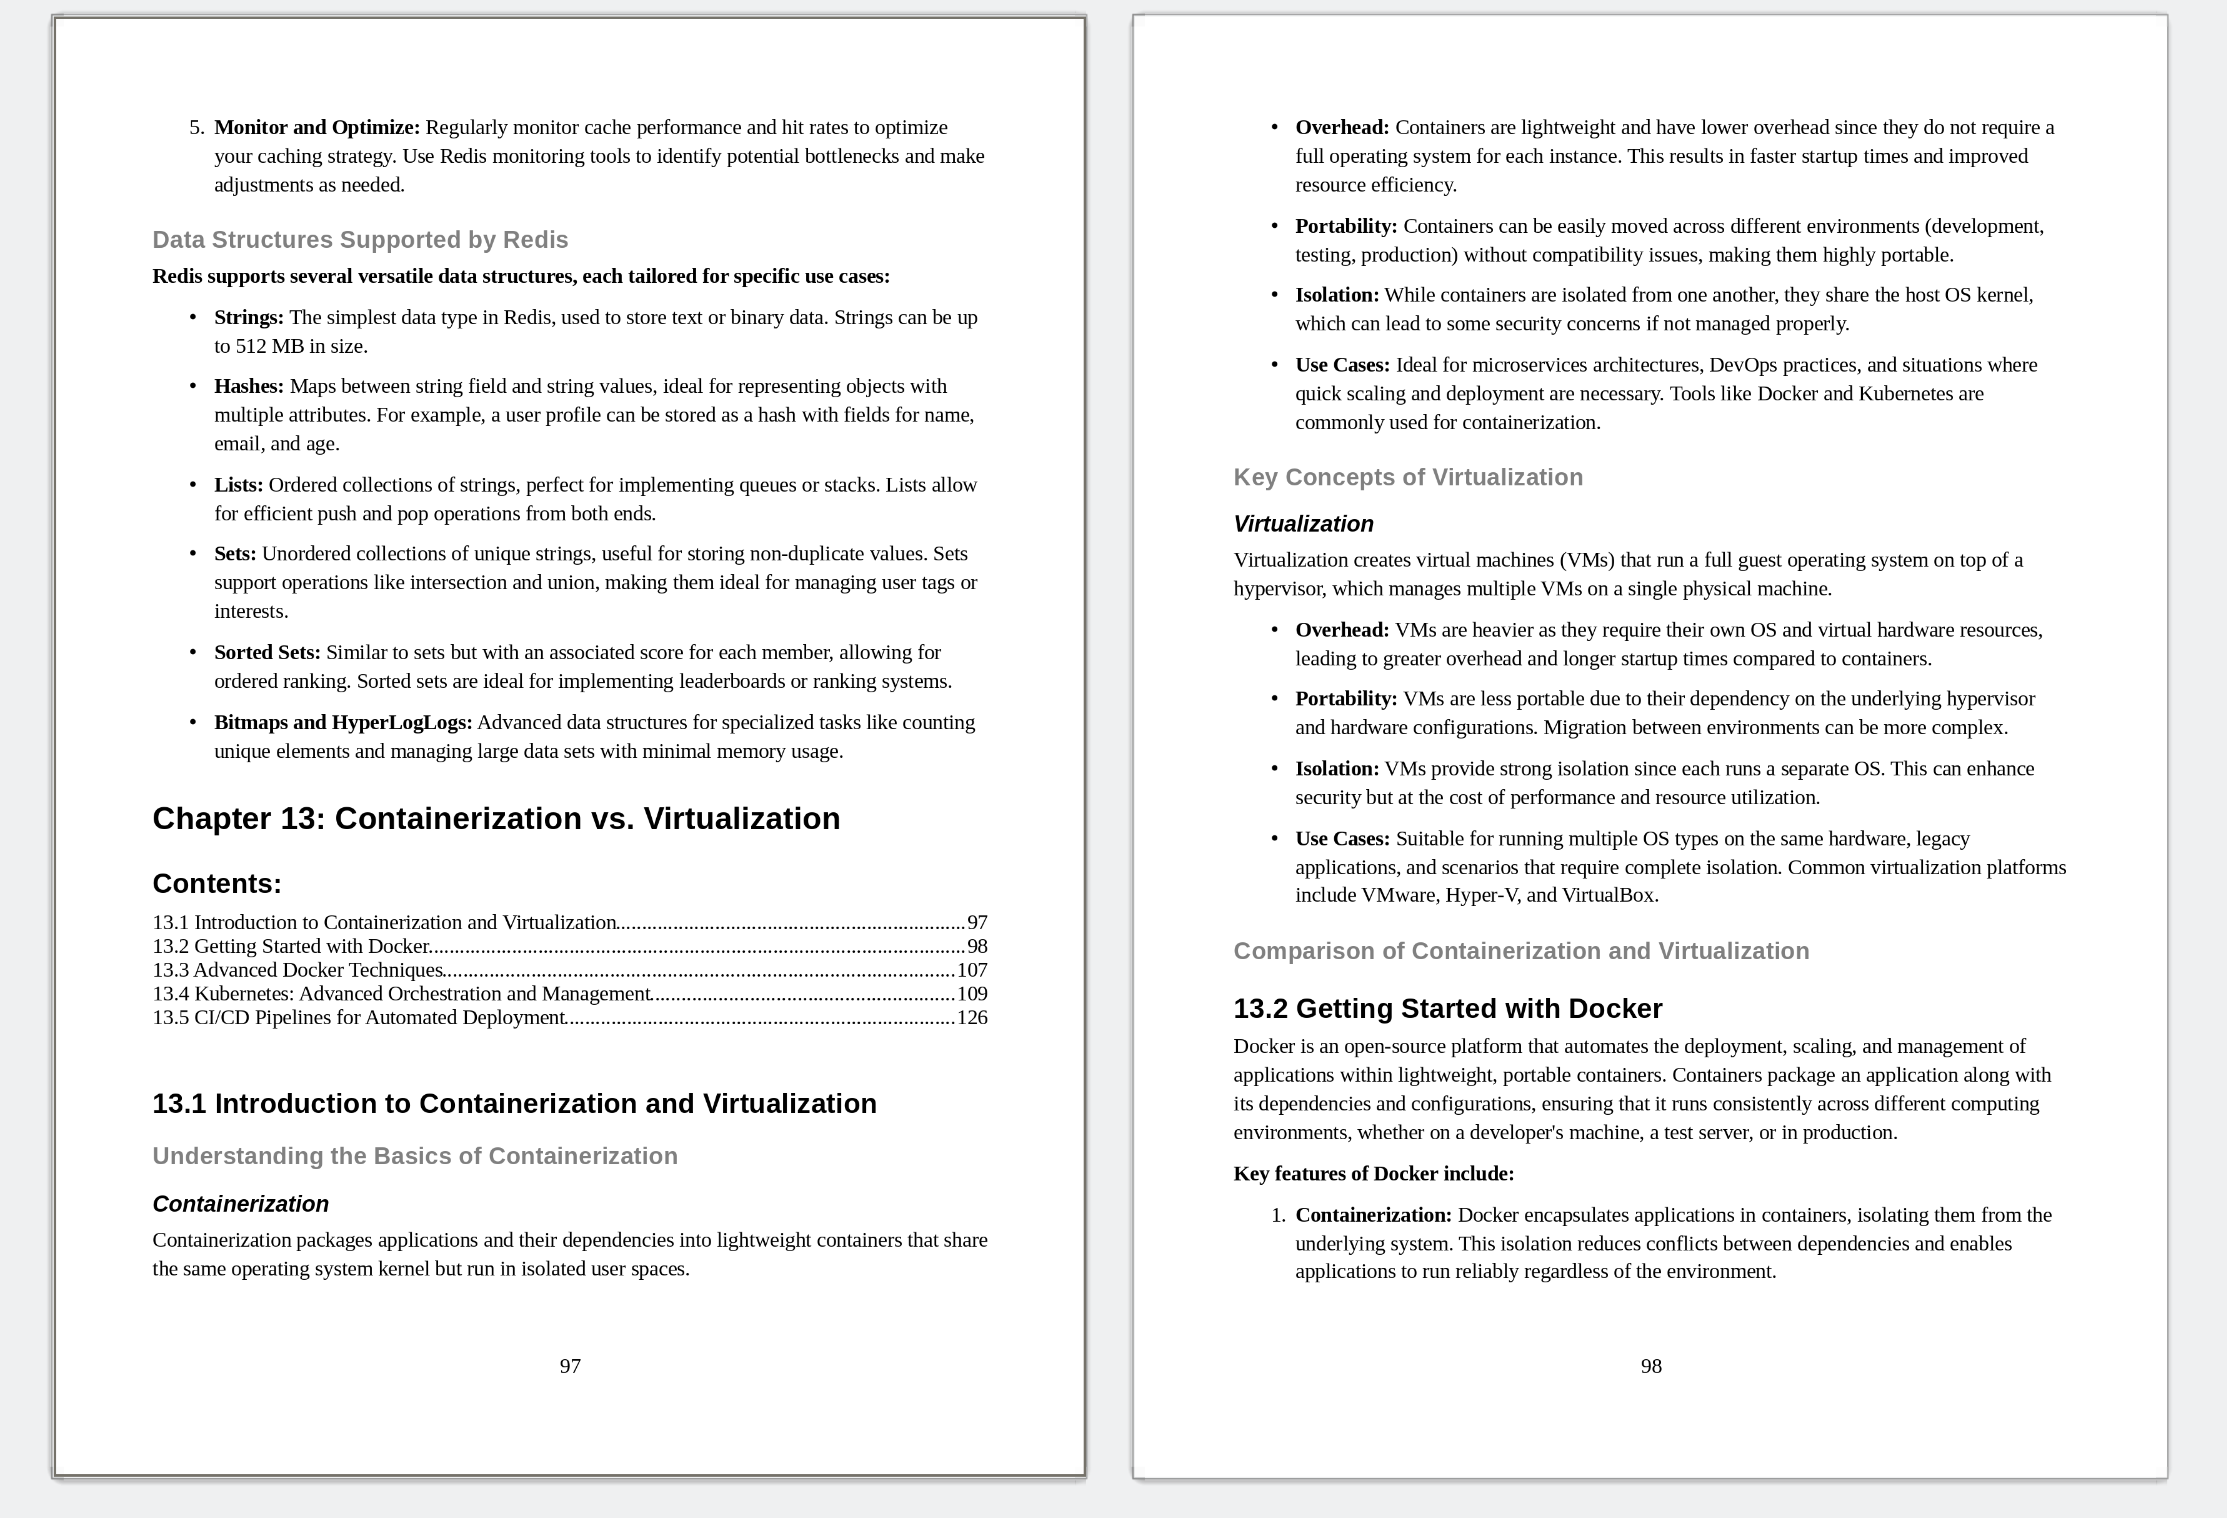 5. Monitor and Optimize: Regularly monitor cache performance and hit rates to optimize
your caching strategy. Use Redis monitoring tools to identify potential bottlenecks and make
adjustments as needed.
Data Structures Supported by Redis
Redis supports several versatile data structures, each tailored for specific use cases:
• Strings: The simplest data type in Redis, used to store text or binary data. Strings can be up
to 512 MB in size.
• Hashes: Maps between string field and string values, ideal for representing objects with
multiple attributes. For example, a user profile can be stored as a hash with fields for name,
email, and age.
• Lists: Ordered collections of strings, perfect for implementing queues or stacks. Lists allow
for efficient push and pop operations from both ends.
• Sets: Unordered collections of unique strings, useful for storing non-duplicate values. Sets
support operations like intersection and union, making them ideal for managing user tags or
interests.
• Sorted Sets: Similar to sets but with an associated score for each member, allowing for
ordered ranking. Sorted sets are ideal for implementing leaderboards or ranking systems.
• Bitmaps and HyperLogLogs: Advanced data structures for specialized tasks like counting
unique elements and managing large data sets with minimal memory usage.
Chapter 13: Containerization vs. Virtualization
Contents:
13.1 Introduction to Containerization and Virtualization..................................................................97
13.2 Getting Started with Docker......................................................................................................98
13.3 Advanced Docker Techniques.................................................................................................107
13.4 Kubernetes: Advanced Orchestration and Management..........................................................109
13.5 CI/CD Pipelines for Automated Deployment..........................................................................126
13.1 Introduction to Containerization and Virtualization
Understanding the Basics of Containerization
Containerization
Containerization packages applications and their dependencies into lightweight containers that share
the same operating system kernel but run in isolated user spaces.
97
• Overhead: Containers are lightweight and have lower overhead since they do not require a
full operating system for each instance. This results in faster startup times and improved
resource efficiency.
• Portability: Containers can be easily moved across different environments (development,
testing, production) without compatibility issues, making them highly portable.
• Isolation: While containers are isolated from one another, they share the host OS kernel,
which can lead to some security concerns if not managed properly.
• Use Cases: Ideal for microservices architectures, DevOps practices, and situations where
quick scaling and deployment are necessary. Tools like Docker and Kubernetes are
commonly used for containerization.
Key Concepts of Virtualization
Virtualization
Virtualization creates virtual machines (VMs) that run a full guest operating system on top of a
hypervisor, which manages multiple VMs on a single physical machine.
• Overhead: VMs are heavier as they require their own OS and virtual hardware resources,
leading to greater overhead and longer startup times compared to containers.
• Portability: VMs are less portable due to their dependency on the underlying hypervisor
and hardware configurations. Migration between environments can be more complex.
• Isolation: VMs provide strong isolation since each runs a separate OS. This can enhance
security but at the cost of performance and resource utilization.
• Use Cases: Suitable for running multiple OS types on the same hardware, legacy
applications, and scenarios that require complete isolation. Common virtualization platforms
include VMware, Hyper-V, and VirtualBox.
Comparison of Containerization and Virtualization
13.2 Getting Started with Docker
Docker is an open-source platform that automates the deployment, scaling, and management of
applications within lightweight, portable containers. Containers package an application along with
its dependencies and configurations, ensuring that it runs consistently across different computing
environments, whether on a developer's machine, a test server, or in production.
Key features of Docker include:
1. Containerization: Docker encapsulates applications in containers, isolating them from the
underlying system. This isolation reduces conflicts between dependencies and enables
applications to run reliably regardless of the environment.
98